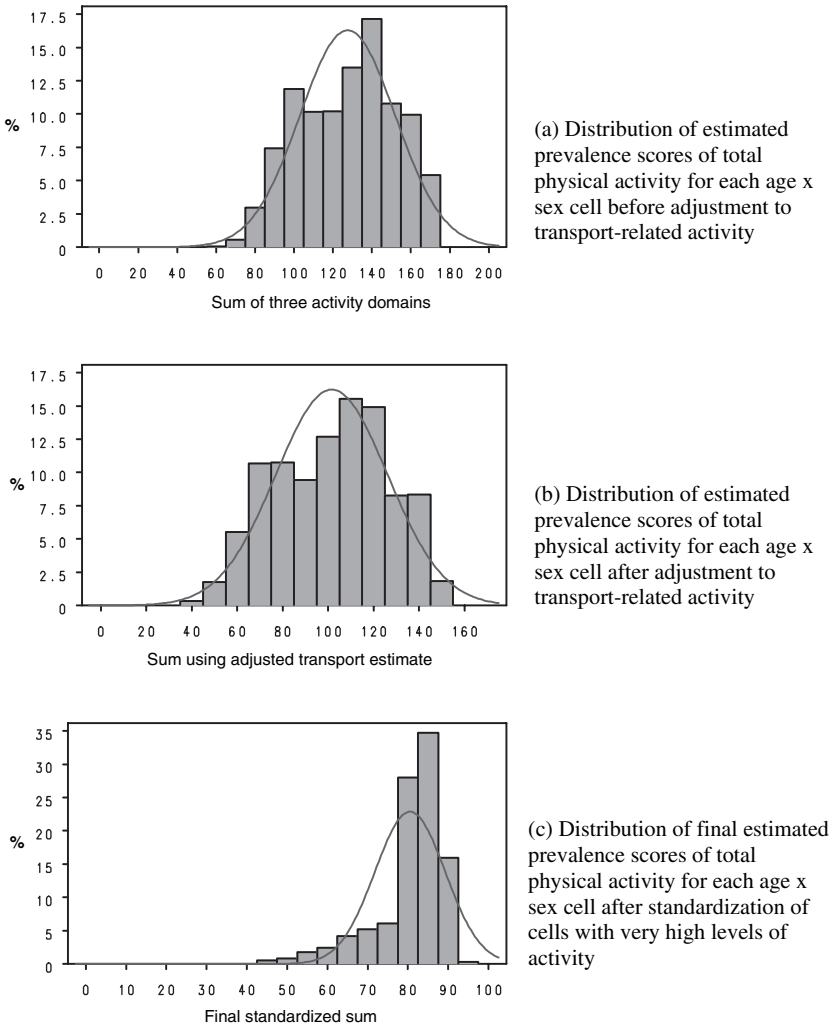 17.5
15.0
12.5
10.0
7.5
5.0
2.5
0
%
0 20 40 60 80 100 120 140 160 180 200
Sum of three activity domains
(a) Distribution of estimated
prevalence scores of total
physical activity for each age x
sex cell before adjustment to
transport-related activity
17.5
15.0
12.5
10.0
7.5
5.0
2.5
0
%
0 20 40 60 80 100 120 140 160
Sum using adjusted transport estimate
(b) Distribution of estimated
prevalence scores of total
physical activity for each age x
sex cell after adjustment to
transport-related activity
35
30
25
20
15
10
5
0
%
0 10 20 30 40 50 60 70 80 90 100
Final standardized sum
(c) Distribution of final estimated
prevalence scores of total
physical activity for each age x
sex cell after standardization of
cells with very high levels of
activity